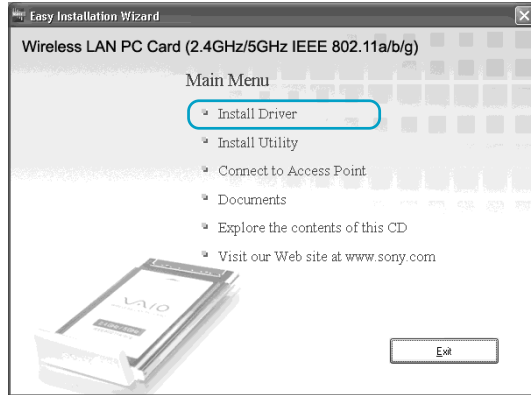 Easy Installation Wizard
Wireless LAN PC Card (2.4GHz/5GHz IEEE 802.11a/b/g)
Main Menu
Install Driver
Install Utility
Connect to Access Point
Documents
Explore the contents of this CD
Visit our Web site at www.sony.com
VAIO
Exit